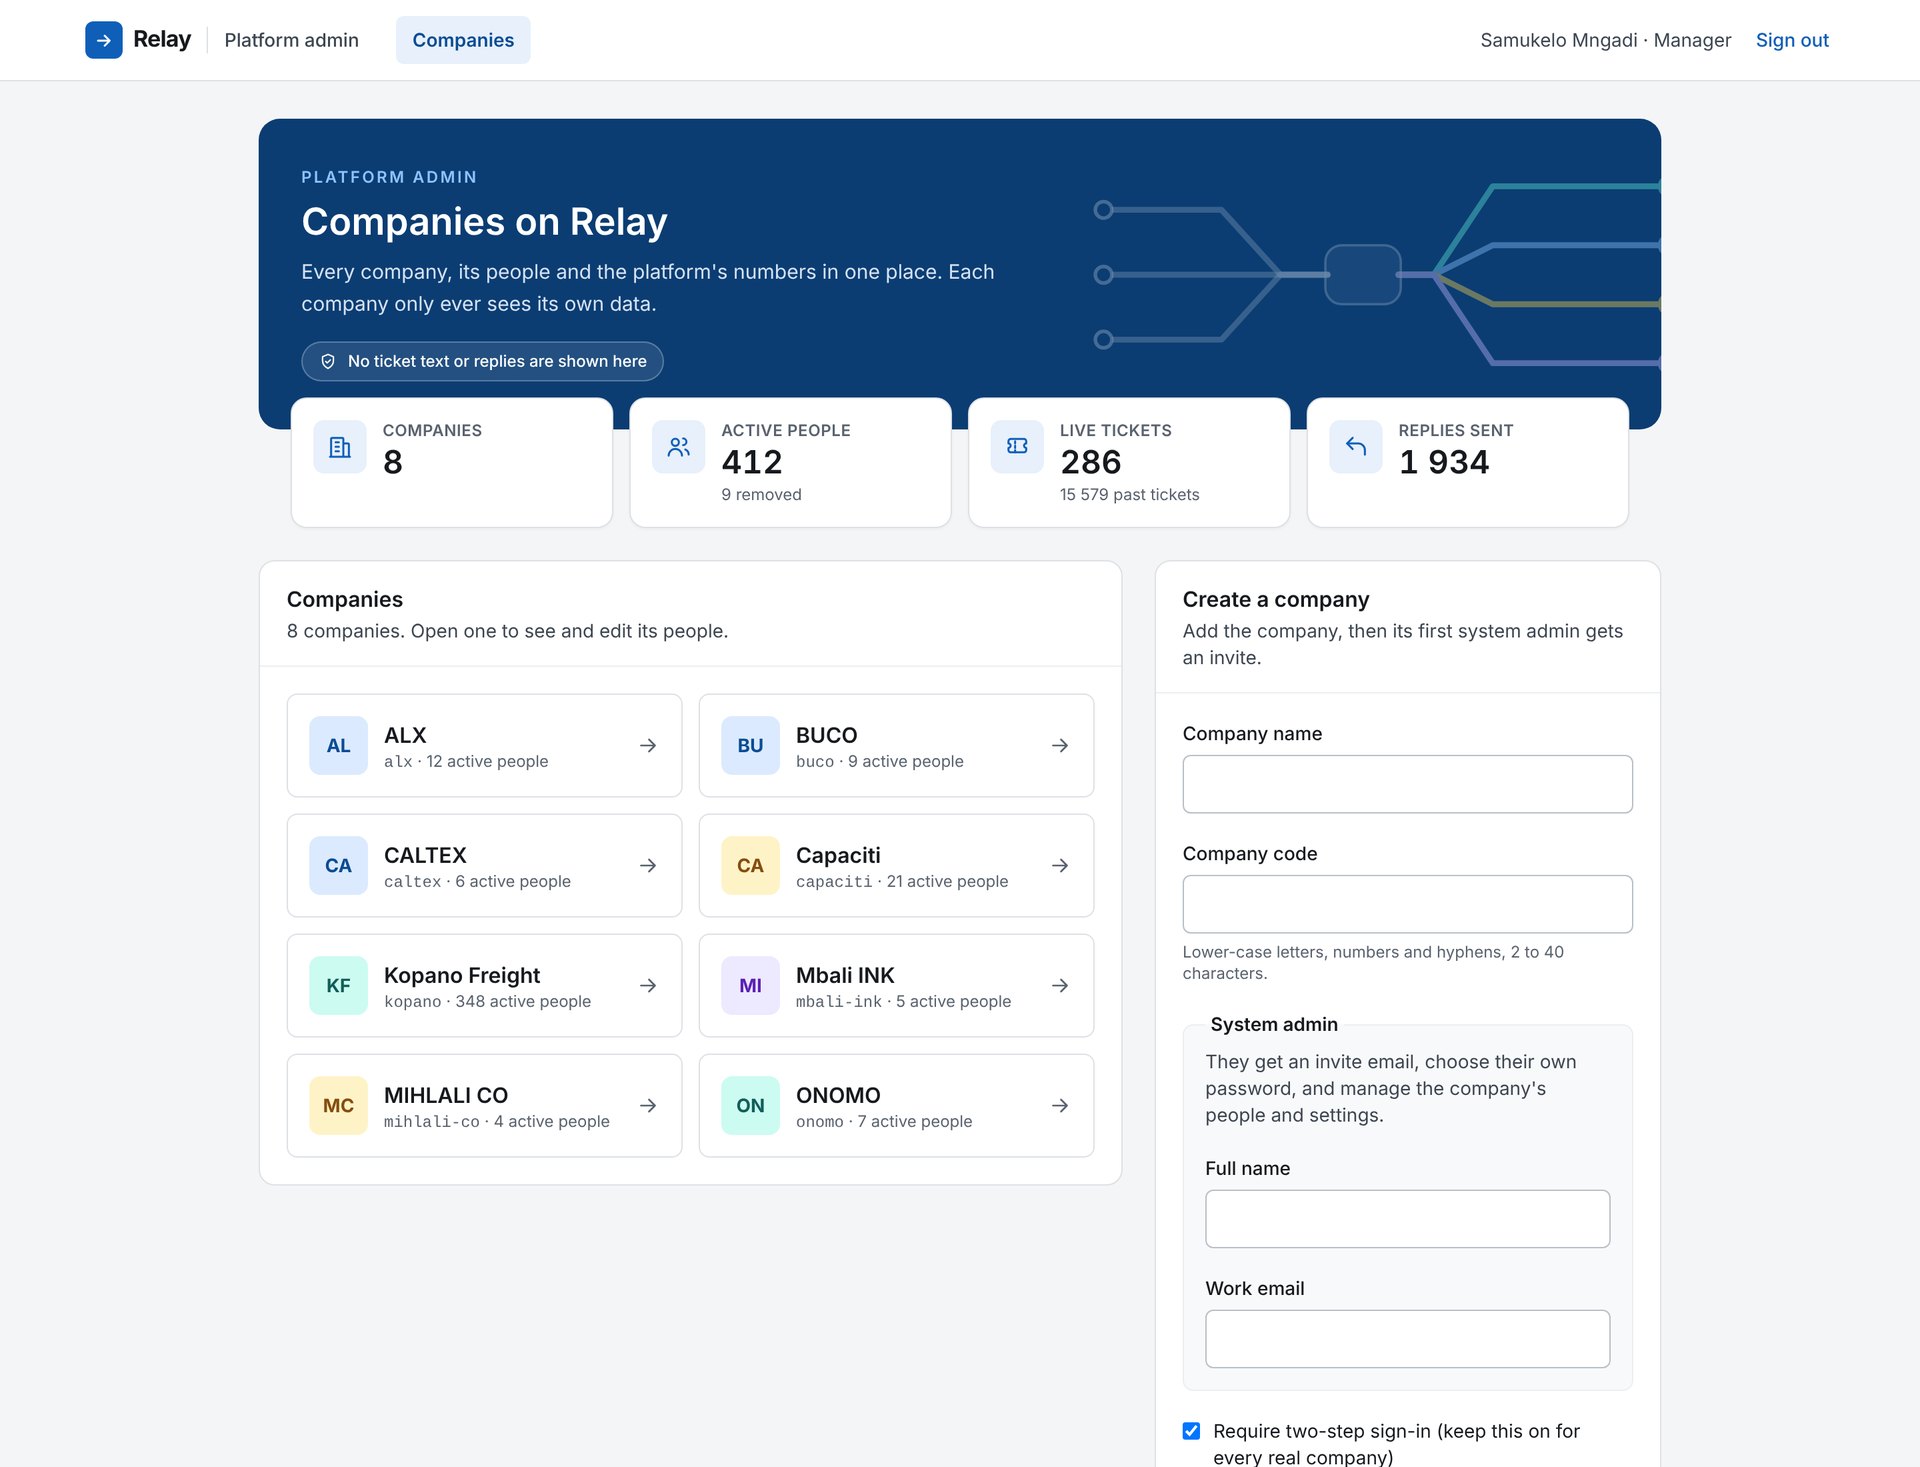 Relay
Platform admin
Companies
Samukelo Mngadi · Manager
Sign out
PLATFORM ADMIN
Companies on Relay
Every company, its people and the platform's numbers in one place. Each
company only ever sees its own data.
No ticket text or replies are shown here
COMPANIES
8
ACTIVE PEOPLE
412
9 removed
LIVE TICKETS
286
15 579 past tickets
REPLIES SENT
1 934
Companies
8 companies. Open one to see and edit its people.
AL
ALX
alx · 12 active people
BU
BUCO
buco · 9 active people
CA
CALTEX
caltex · 6 active people
CA
Capaciti
capaciti · 21 active people
KF
Kopano Freight
kopano · 348 active people
MI
Mbali INK
mbali-ink · 5 active people
MC
MIHLALI CO
mihlali-co · 4 active people
ON
ONOMO
onomo · 7 active people
Create a company
Add the company, then its first system admin gets
an invite.
Company name
Company code
Lower-case letters, numbers and hyphens, 2 to 40
characters.
System admin
They get an invite email, choose their own
password, and manage the company's
people and settings.
Full name
Work email
Require two-step sign-in (keep this on for
every real company)